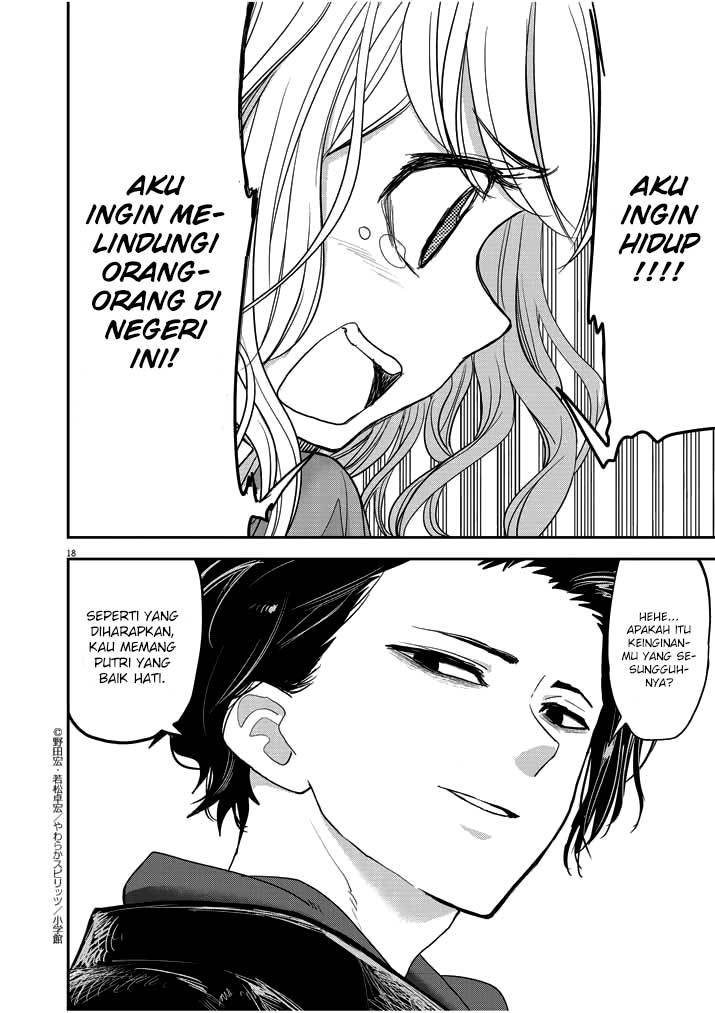 AKU
INGIN
HIDUP
!!!!
AKU
INGIN ME-
LINDUNGI
ORANG-
ORANG DI
NEGERI
INI!
18
HEHE...
APAKAH ITU
KEINGINAN-
MU YANG SE-
SUNGGUH-
NYA?
SEPERTI YANG
DIHARAPKAN,
KAU MEMANG
PUTRI YANG
BAIK HATI.
©野田宏・若松卓宏/やわらかスピリッツ/小学館